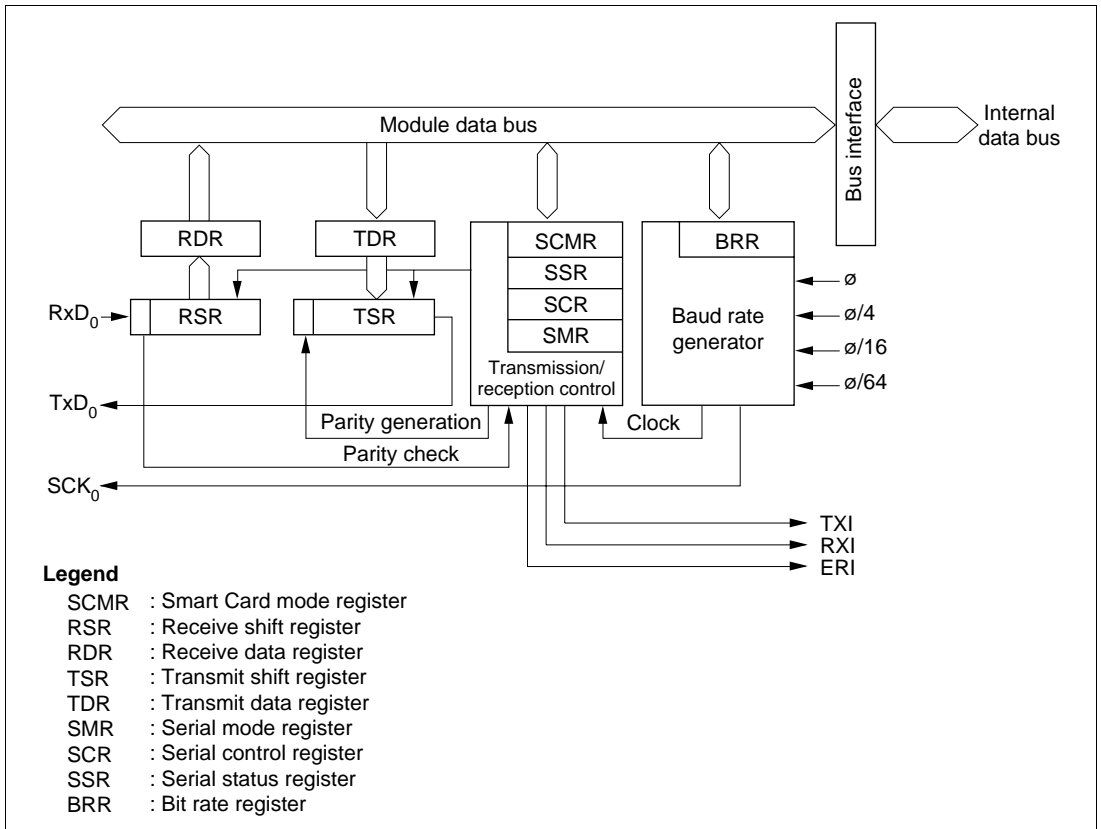 Module data bus
Bus interface
Internal
data bus
RDR
TDR
SCMR
SSR
SCR
SMR
Transmission/
reception control
BRR
Baud rate
generator
ø
ø/4
ø/16
ø/64
RxD0
RSR
TSR
TxD0
Parity generation
Parity check
Clock
SCK0
TXI
RXI
ERI
Legend
SCMR : Smart Card mode register
RSR : Receive shift register
RDR : Receive data register
TSR : Transmit shift register
TDR : Transmit data register
SMR : Serial mode register
SCR : Serial control register
SSR : Serial status register
BRR : Bit rate register